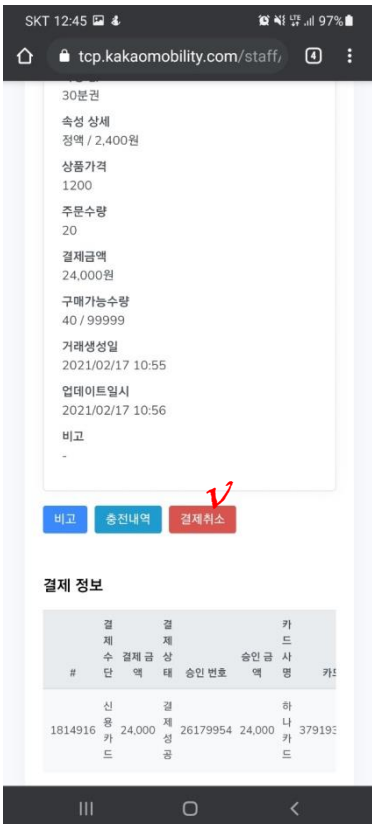 SKT 12:45 97%
tcp.kakaomobility.com/staff/ 4
30분권
속성 상세
정액 / 2,400원
상품가격
1200
주문수량
20
결제금액
24,000원
구매가능수량
40 / 99999
거래생성일
2021/02/17 10:55
업데이트일시
2021/02/17 10:56
비고
-
V
비고 충전내역 결제취소
결제 정보
# 결제수단 결제 금액 결제상태 승인 번호 승인 금액 카드사명 카드
1814916 신용카드 24,000 결제성공 26179954 24,000 하나카드 379193